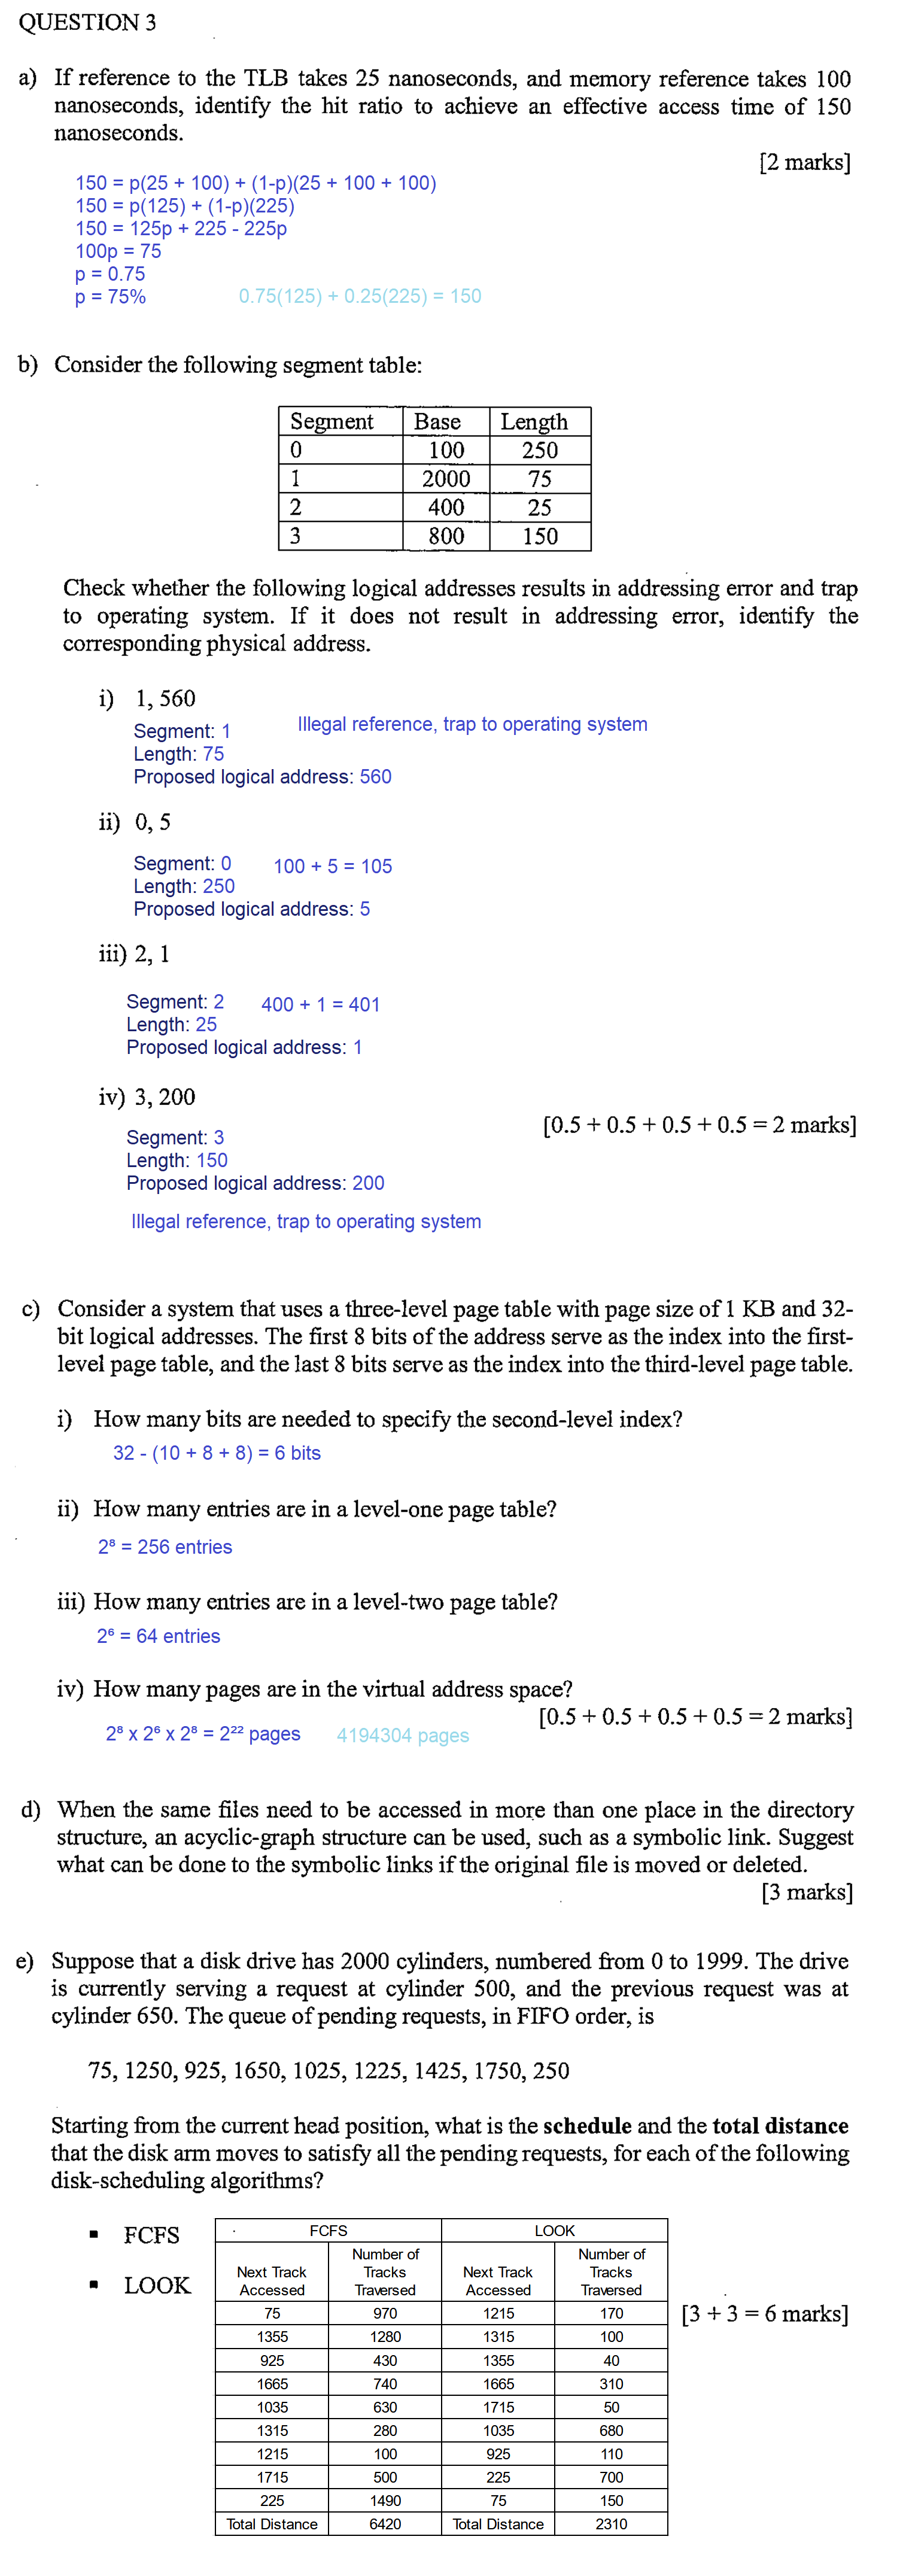 QUESTION 3
a) If reference to the TLB takes 25 nanoseconds, and memory reference takes 100
nanoseconds, identify the hit ratio to achieve an effective access time of 150
nanoseconds.
[2 marks]
150 = p(25 + 100) + (1-p)(25 + 100 + 100)
150 = p(125) + (1-p)(225)
150 = 125p + 225 - 225p
100p = 75
p = 0.75
p = 75% 0.75(125) + 0.25(225) = 150
b) Consider the following segment table:
Segment Base Length
0 100 250
1 2000 75
2 400 25
3 800 150
Check whether the following logical addresses results in addressing error and trap
to operating system. If it does not result in addressing error, identify the
corresponding physical address.
i) 1, 560
Segment: 1 Illegal reference, trap to operating system
Length: 75
Proposed logical address: 560
ii) 0, 5
Segment: 0 100 + 5 = 105
Length: 250
Proposed logical address: 5
iii) 2, 1
Segment: 2 400 + 1 = 401
Length: 25
Proposed logical address: 1
iv) 3, 200
[0.5 + 0.5 + 0.5 + 0.5 = 2 marks]
Segment: 3
Length: 150
Proposed logical address: 200
Illegal reference, trap to operating system
c) Consider a system that uses a three-level page table with page size of 1 KB and 32-
bit logical addresses. The first 8 bits of the address serve as the index into the first-
level page table, and the last 8 bits serve as the index into the third-level page table.
i) How many bits are needed to specify the second-level index?
32 - (10 + 8 + 8) = 6 bits
ii) How many entries are in a level-one page table?
2⁸ = 256 entries
iii) How many entries are in a level-two page table?
2⁶ = 64 entries
iv) How many pages are in the virtual address space?
[0.5 + 0.5 + 0.5 + 0.5 = 2 marks]
2⁸ x 2⁶ x 2⁸ = 2²² pages 4194304 pages
d) When the same files need to be accessed in more than one place in the directory
structure, an acyclic-graph structure can be used, such as a symbolic link. Suggest
what can be done to the symbolic links if the original file is moved or deleted.
[3 marks]
e) Suppose that a disk drive has 2000 cylinders, numbered from 0 to 1999. The drive
is currently serving a request at cylinder 500, and the previous request was at
cylinder 650. The queue of pending requests, in FIFO order, is
75, 1250, 925, 1650, 1025, 1225, 1425, 1750, 250
Starting from the current head position, what is the schedule and the total distance
that the disk arm moves to satisfy all the pending requests, for each of the following
disk-scheduling algorithms?
▪ FCFS
▪ LOOK
FCFS LOOK
Next Track Accessed Number of Tracks Traversed Next Track Accessed Number of Tracks Traversed
75 970 1215 170
1355 1280 1315 100
925 430 1355 40
1665 740 1665 310
1035 630 1715 50
1315 280 1035 680
1215 100 925 110
1715 500 225 700
225 1490 75 150
Total Distance 6420 Total Distance 2310
[3 + 3 = 6 marks]